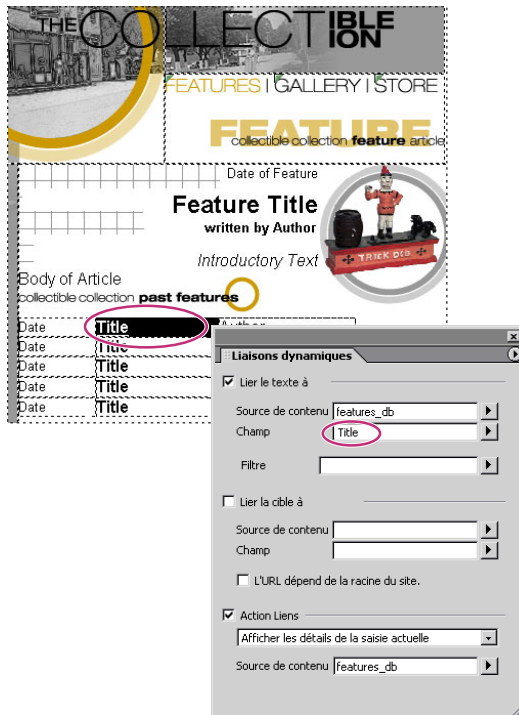 THE COLLECTIBLE
ION
FEATURES | GALLERY | STORE
FEATURE
collectible collection feature article
Date of Feature
Feature Title
written by Author
Introductory Text
TRICK DOG
Body of Article
collectible collection past features
Date Title Author
Date Title
Date Title
Date Title
Date Title
Liaisons dynamiques
Lier le texte à
Source de contenu features_db
Champ Title
Filtre
Lier la cible à
Source de contenu
Champ
L'URL dépend de la racine du site.
Action Liens
Afficher les détails de la saisie actuelle
Source de contenu features_db